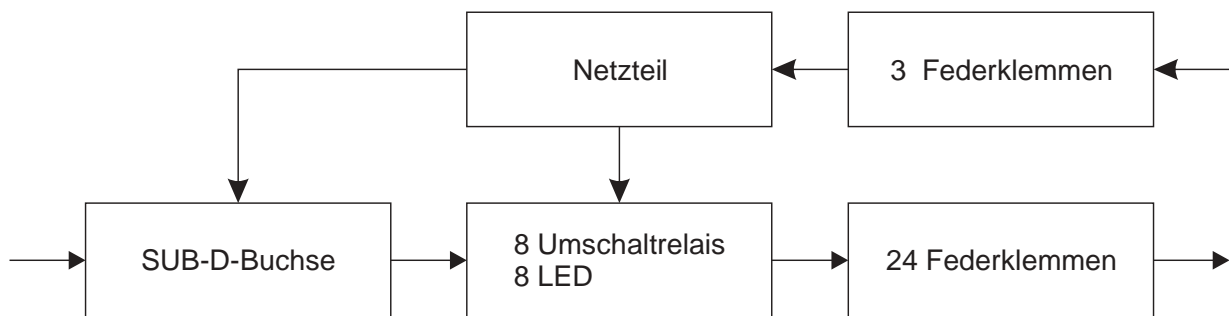 Netzteil
3 Federklemmen
SUB-D-Buchse
8 Umschaltrelais
8 LED
24 Federklemmen